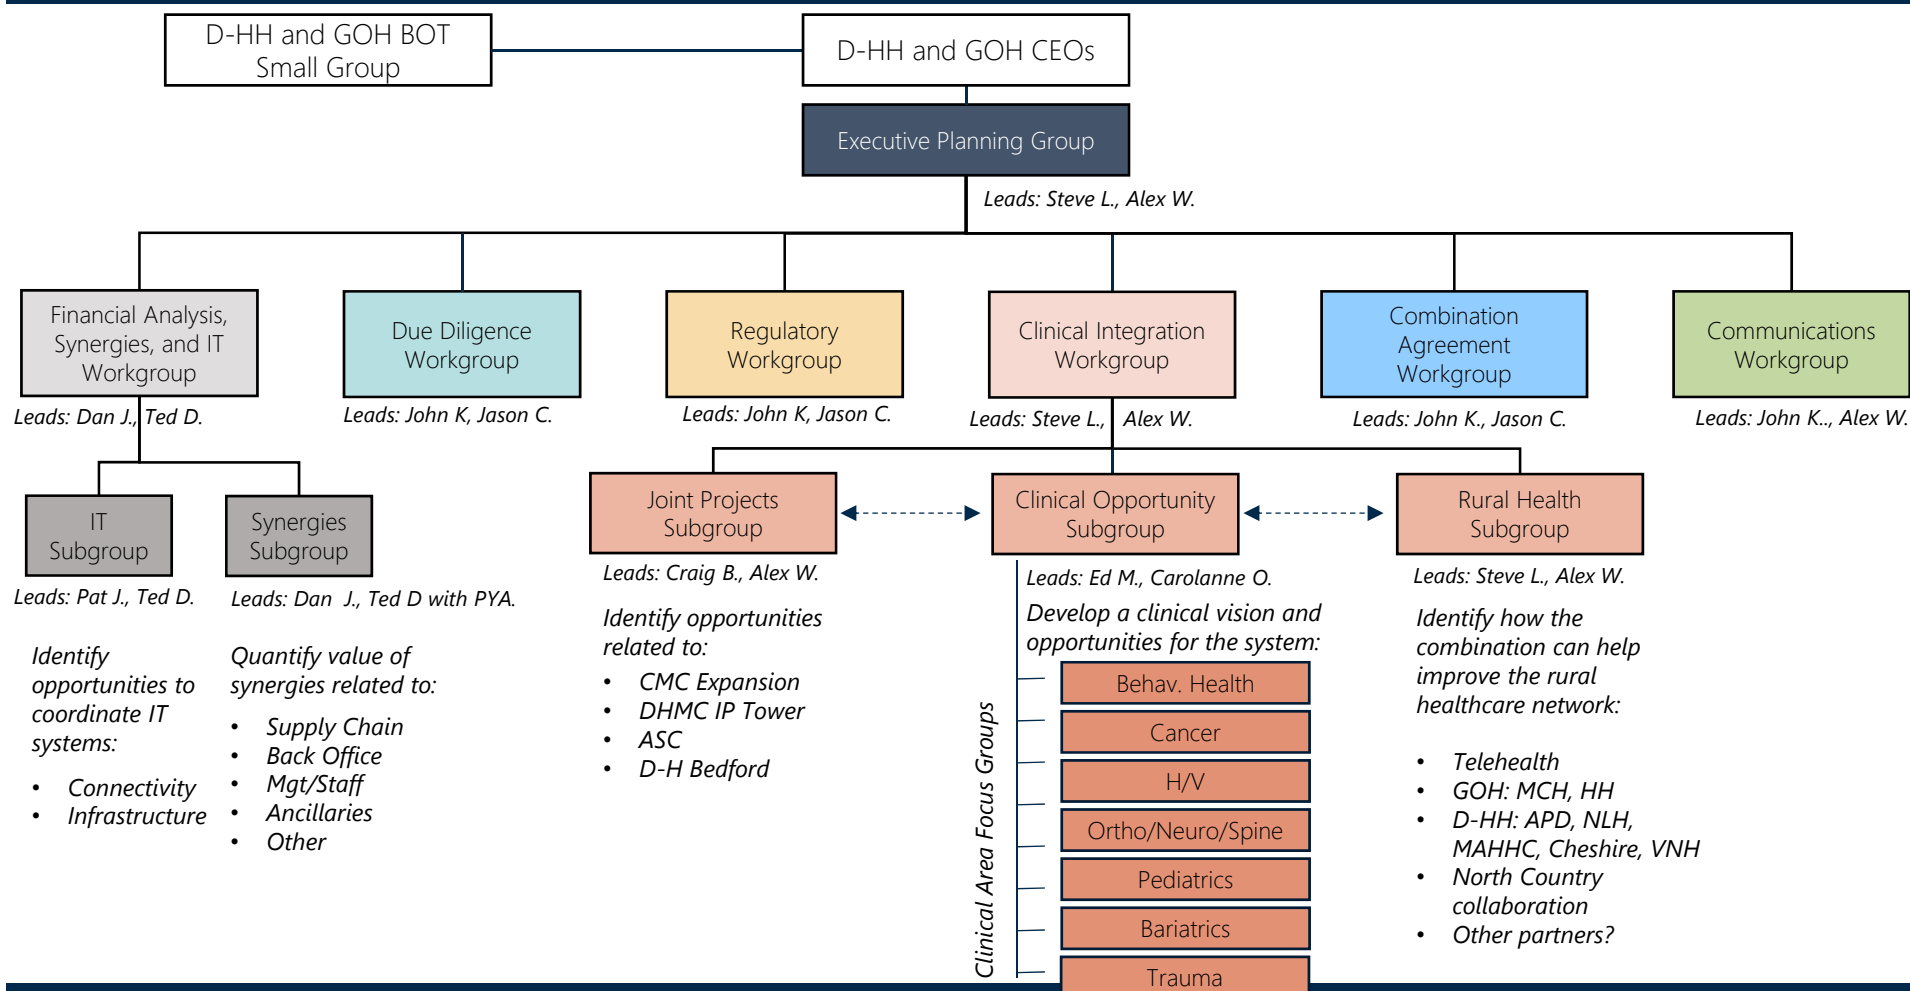 D-HH and GOH BOT
Small Group
D-HH and GOH CEOs
Executive Planning Group
Leads: Steve L., Alex W.
Financial Analysis,
Synergies, and IT
Workgroup
Leads: Dan J., Ted D.
Due Diligence
Workgroup
Leads: John K, Jason C.
Regulatory
Workgroup
Leads: John K, Jason C.
Clinical Integration
Workgroup
Leads: Steve L., Alex W.
Combination
Agreement
Workgroup
Leads: John K., Jason C.
Communications
Workgroup
Leads: John K.., Alex W.
IT
Subgroup
Leads: Pat J., Ted D.
Identify
opportunities to
coordinate IT
systems:
• Connectivity
• Infrastructure
Synergies
Subgroup
Leads: Dan J., Ted D with PYA.
Quantify value of
synergies related to:
• Supply Chain
• Back Office
• Mgt/Staff
• Ancillaries
• Other
Joint Projects
Subgroup
Leads: Craig B., Alex W.
Identify opportunities
related to:
• CMC Expansion
• DHMC IP Tower
• ASC
• D-H Bedford
Clinical Opportunity
Subgroup
Leads: Ed M., Carolanne O.
Develop a clinical vision and
opportunities for the system:
Clinical Area Focus Groups
Behav. Health
Cancer
H/V
Ortho/Neuro/Spine
Pediatrics
Bariatrics
Trauma
Rural Health
Subgroup
Leads: Steve L., Alex W.
Identify how the
combination can help
improve the rural
healthcare network:
• Telehealth
• GOH: MCH, HH
• D-HH: APD, NLH,
MAHHC, Cheshire, VNH
• North Country
collaboration
• Other partners?